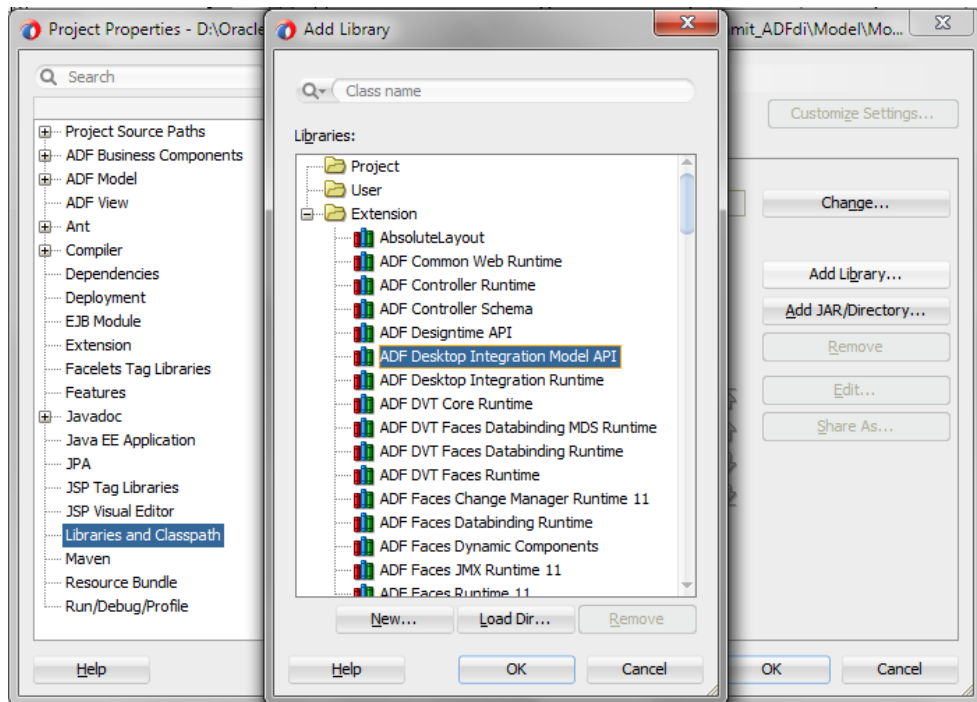 Project Properties - D:\Oracle
Add Library
mit_ADFdi\Model\Mo...
Search
Project Source Paths
ADF Business Components
ADF Model
ADF View
Ant
Compiler
Dependencies
Deployment
EJB Module
Extension
Facelets Tag Libraries
Features
Javadoc
Java EE Application
JPA
JSP Tag Libraries
JSP Visual Editor
Libraries and Classpath
Maven
Resource Bundle
Run/Debug/Profile
Help
Class name
Libraries:
Project
User
Extension
AbsoluteLayout
ADF Common Web Runtime
ADF Controller Runtime
ADF Controller Schema
ADF Designtime API
ADF Desktop Integration Model API
ADF Desktop Integration Runtime
ADF DVT Core Runtime
ADF DVT Faces Databinding MDS Runtime
ADF DVT Faces Databinding Runtime
ADF DVT Faces Runtime
ADF Faces Change Manager Runtime 11
ADF Faces Databinding Runtime
ADF Faces Dynamic Components
ADF Faces JMX Runtime 11
ADF Faces Runtime 11
New... Load Dir... Remove
Help OK Cancel
Customize Settings...
Change...
Add Library...
Add JAR/Directory...
Remove
Edit...
Share As...
OK Cancel